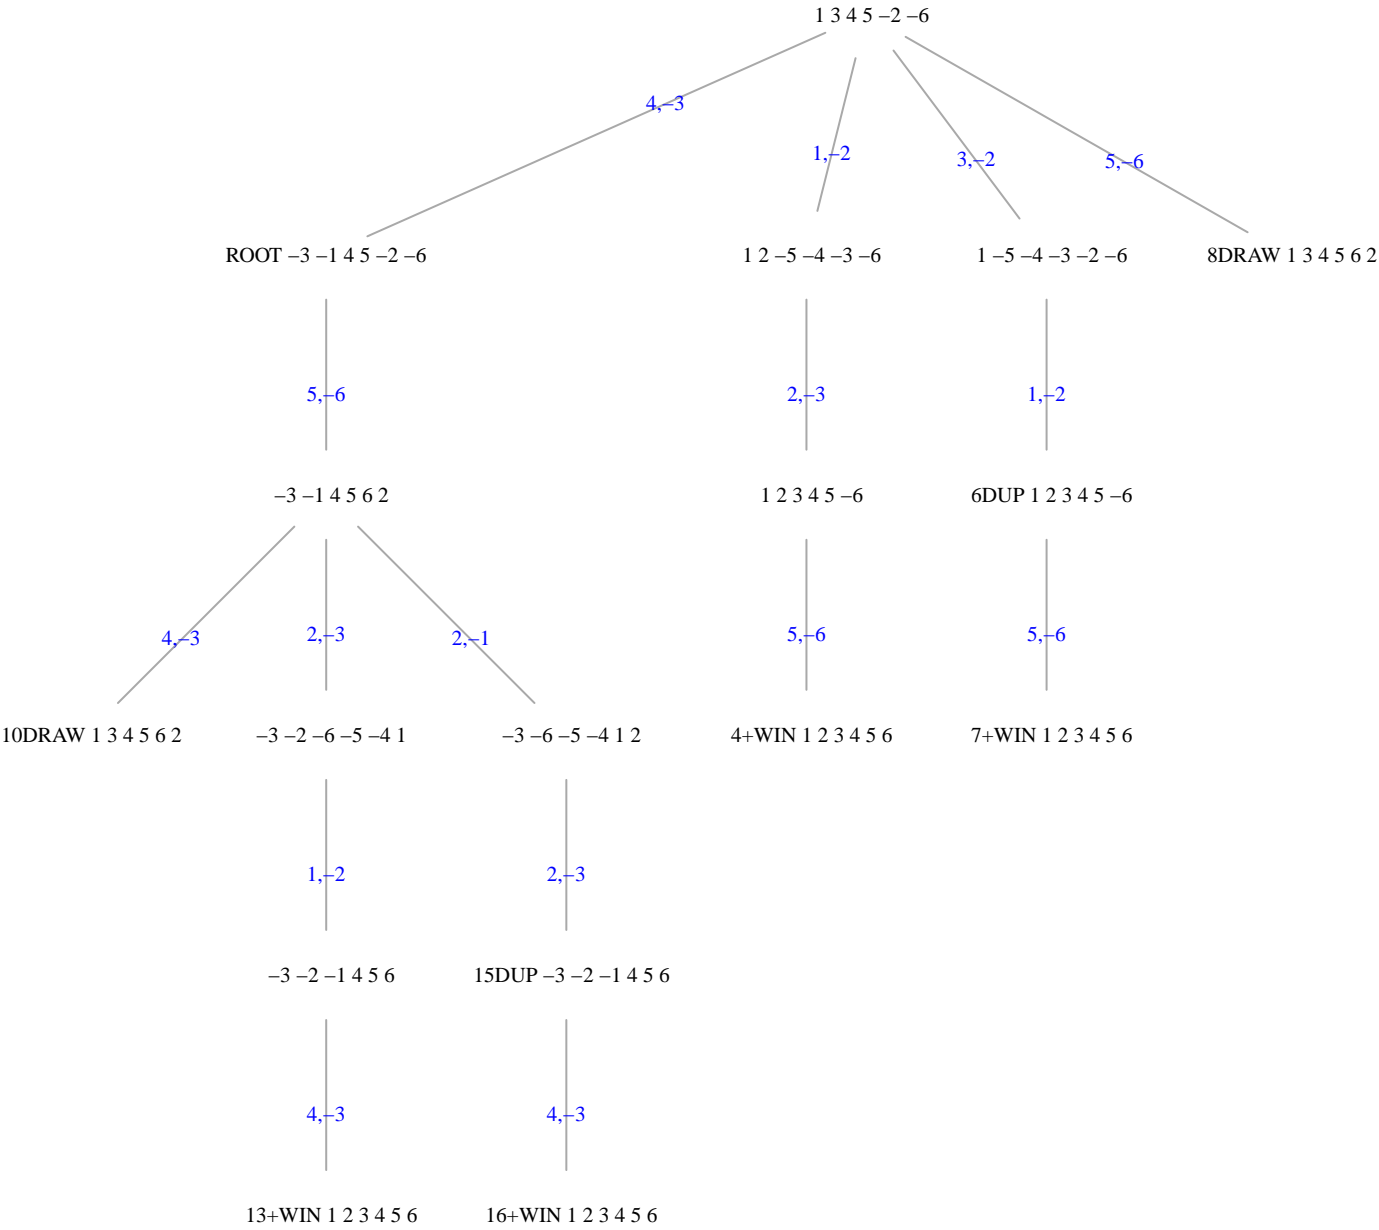 1 3 4 5 −2 −6
4,−3
1,−2
3,−2
5,−6
ROOT −3 −1 4 5 −2 −6
1 2 −5 −4 −3 −6
1 −5 −4 −3 −2 −6
8DRAW 1 3 4 5 6 2
5,−6
2,−3
1,−2
−3 −1 4 5 6 2
1 2 3 4 5 −6
6DUP 1 2 3 4 5 −6
4,−3
2,−3
2,−1
5,−6
5,−6
10DRAW 1 3 4 5 6 2
−3 −2 −6 −5 −4 1
−3 −6 −5 −4 1 2
4+WIN 1 2 3 4 5 6
7+WIN 1 2 3 4 5 6
1,−2
2,−3
−3 −2 −1 4 5 6
15DUP −3 −2 −1 4 5 6
4,−3
4,−3
13+WIN 1 2 3 4 5 6
16+WIN 1 2 3 4 5 6